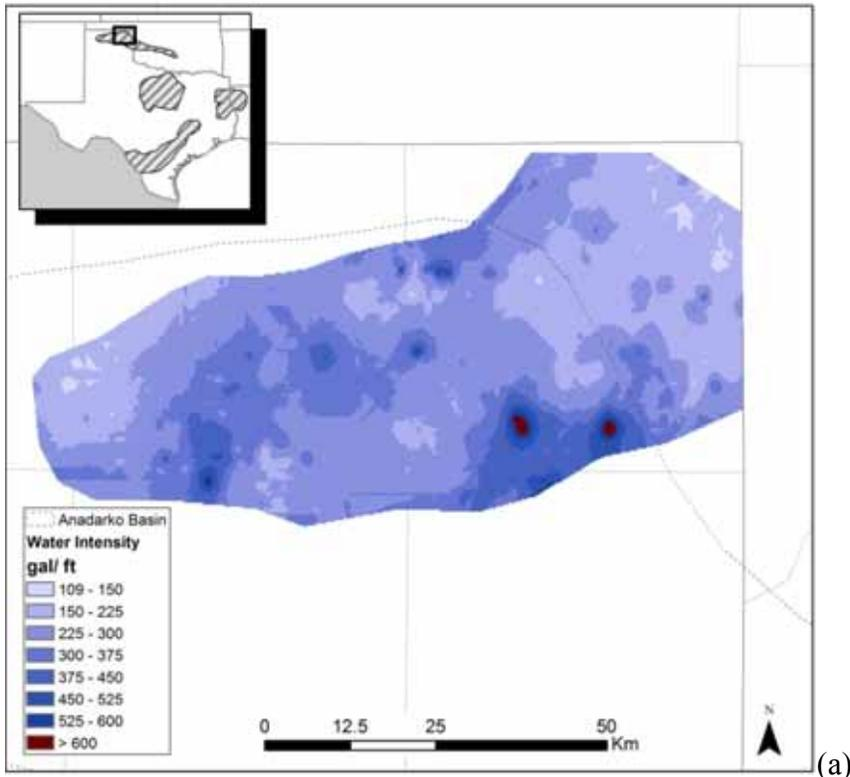 Anadarko Basin
Water Intensity
gal/ ft
109 - 150
150 - 225
225 - 300
300 - 375
375 - 450
450 - 525
525 - 600
> 600
0 12.5 25 50
Km
N
(a)